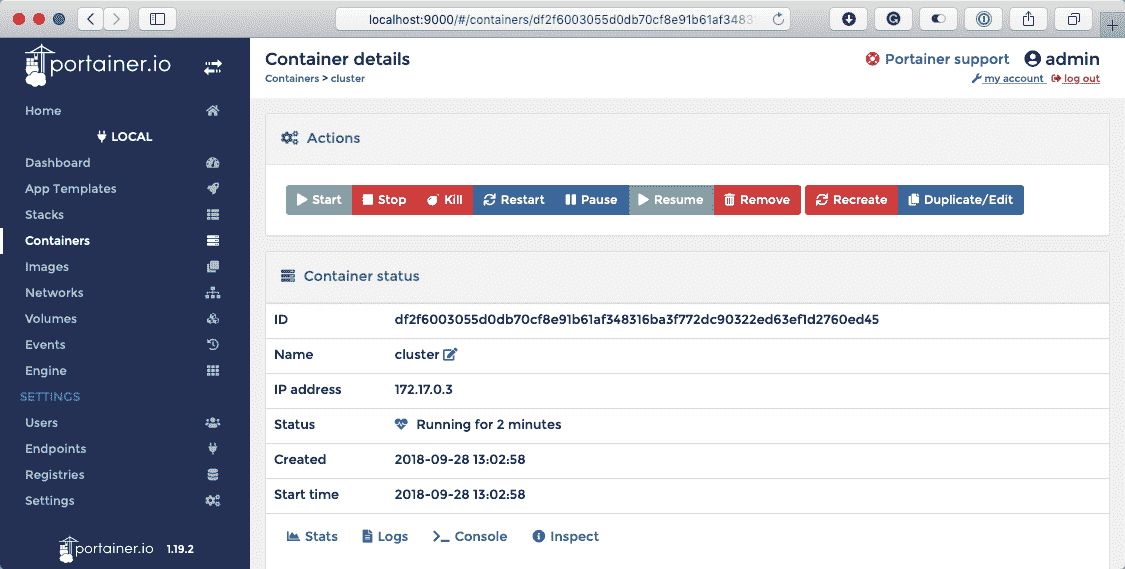 localhost:9000/#/containers/df2f6003055d0db70cf8e91b61af3483
portainer.io
Home
LOCAL
Dashboard
App Templates
Stacks
Containers
Images
Networks
Volumes
Events
Engine
SETTINGS
Users
Endpoints
Registries
Settings
portainer.io 1.19.2
Container details
Containers > cluster
Portainer support admin
my account log out
Actions
Start Stop Kill Restart Pause Resume Remove Recreate Duplicate/Edit
Container status
ID df2f6003055d0db70cf8e91b61af348316ba3f772dc90322ed63ef1d2760ed45
Name cluster
IP address 172.17.0.3
Status Running for 2 minutes
Created 2018-09-28 13:02:58
Start time 2018-09-28 13:02:58
Stats Logs Console Inspect